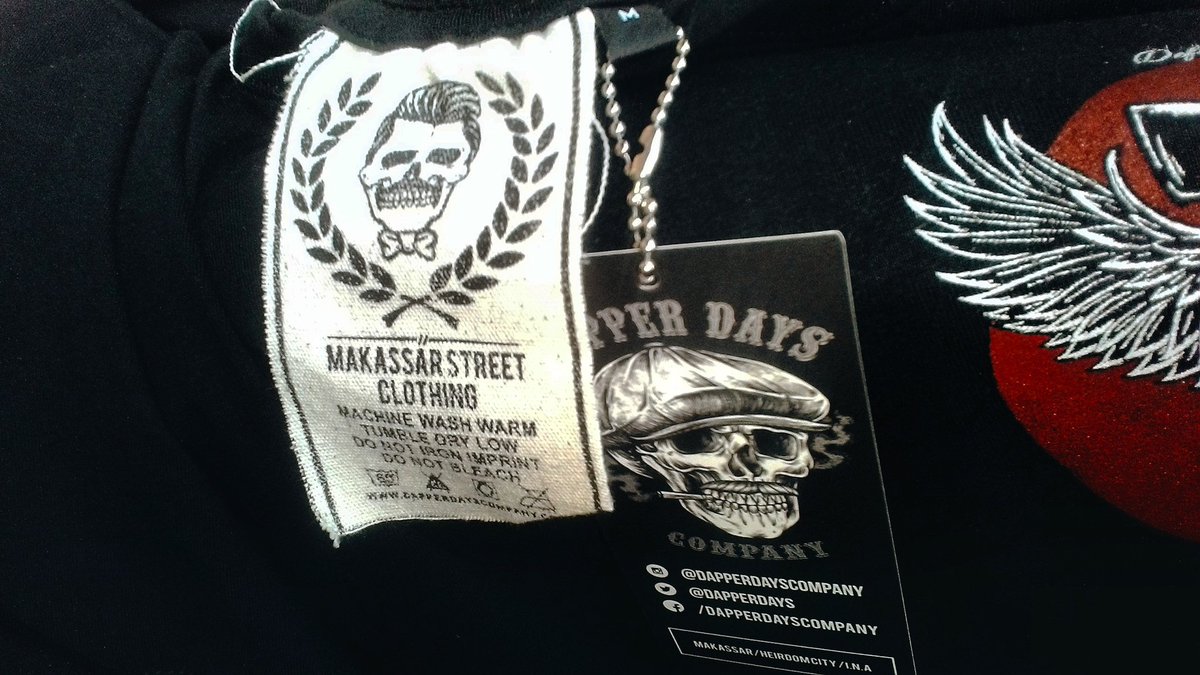 M
MAKASSAR STREET
CLOTHING
MACHINE WASH WARM
TUMBLE DRY LOW
DO NOT IRON IMPRINT
DO NOT BLEACH
WWW.DAPPERDAYSCOMPANY.
PPER DAYS
COMPANY
@DAPPERDAYSCOMPANY
@DAPPERDAYS
/DAPPERDAYSCOMPANY
MAKASSAR/HEIRDOMCITY/I.N.A